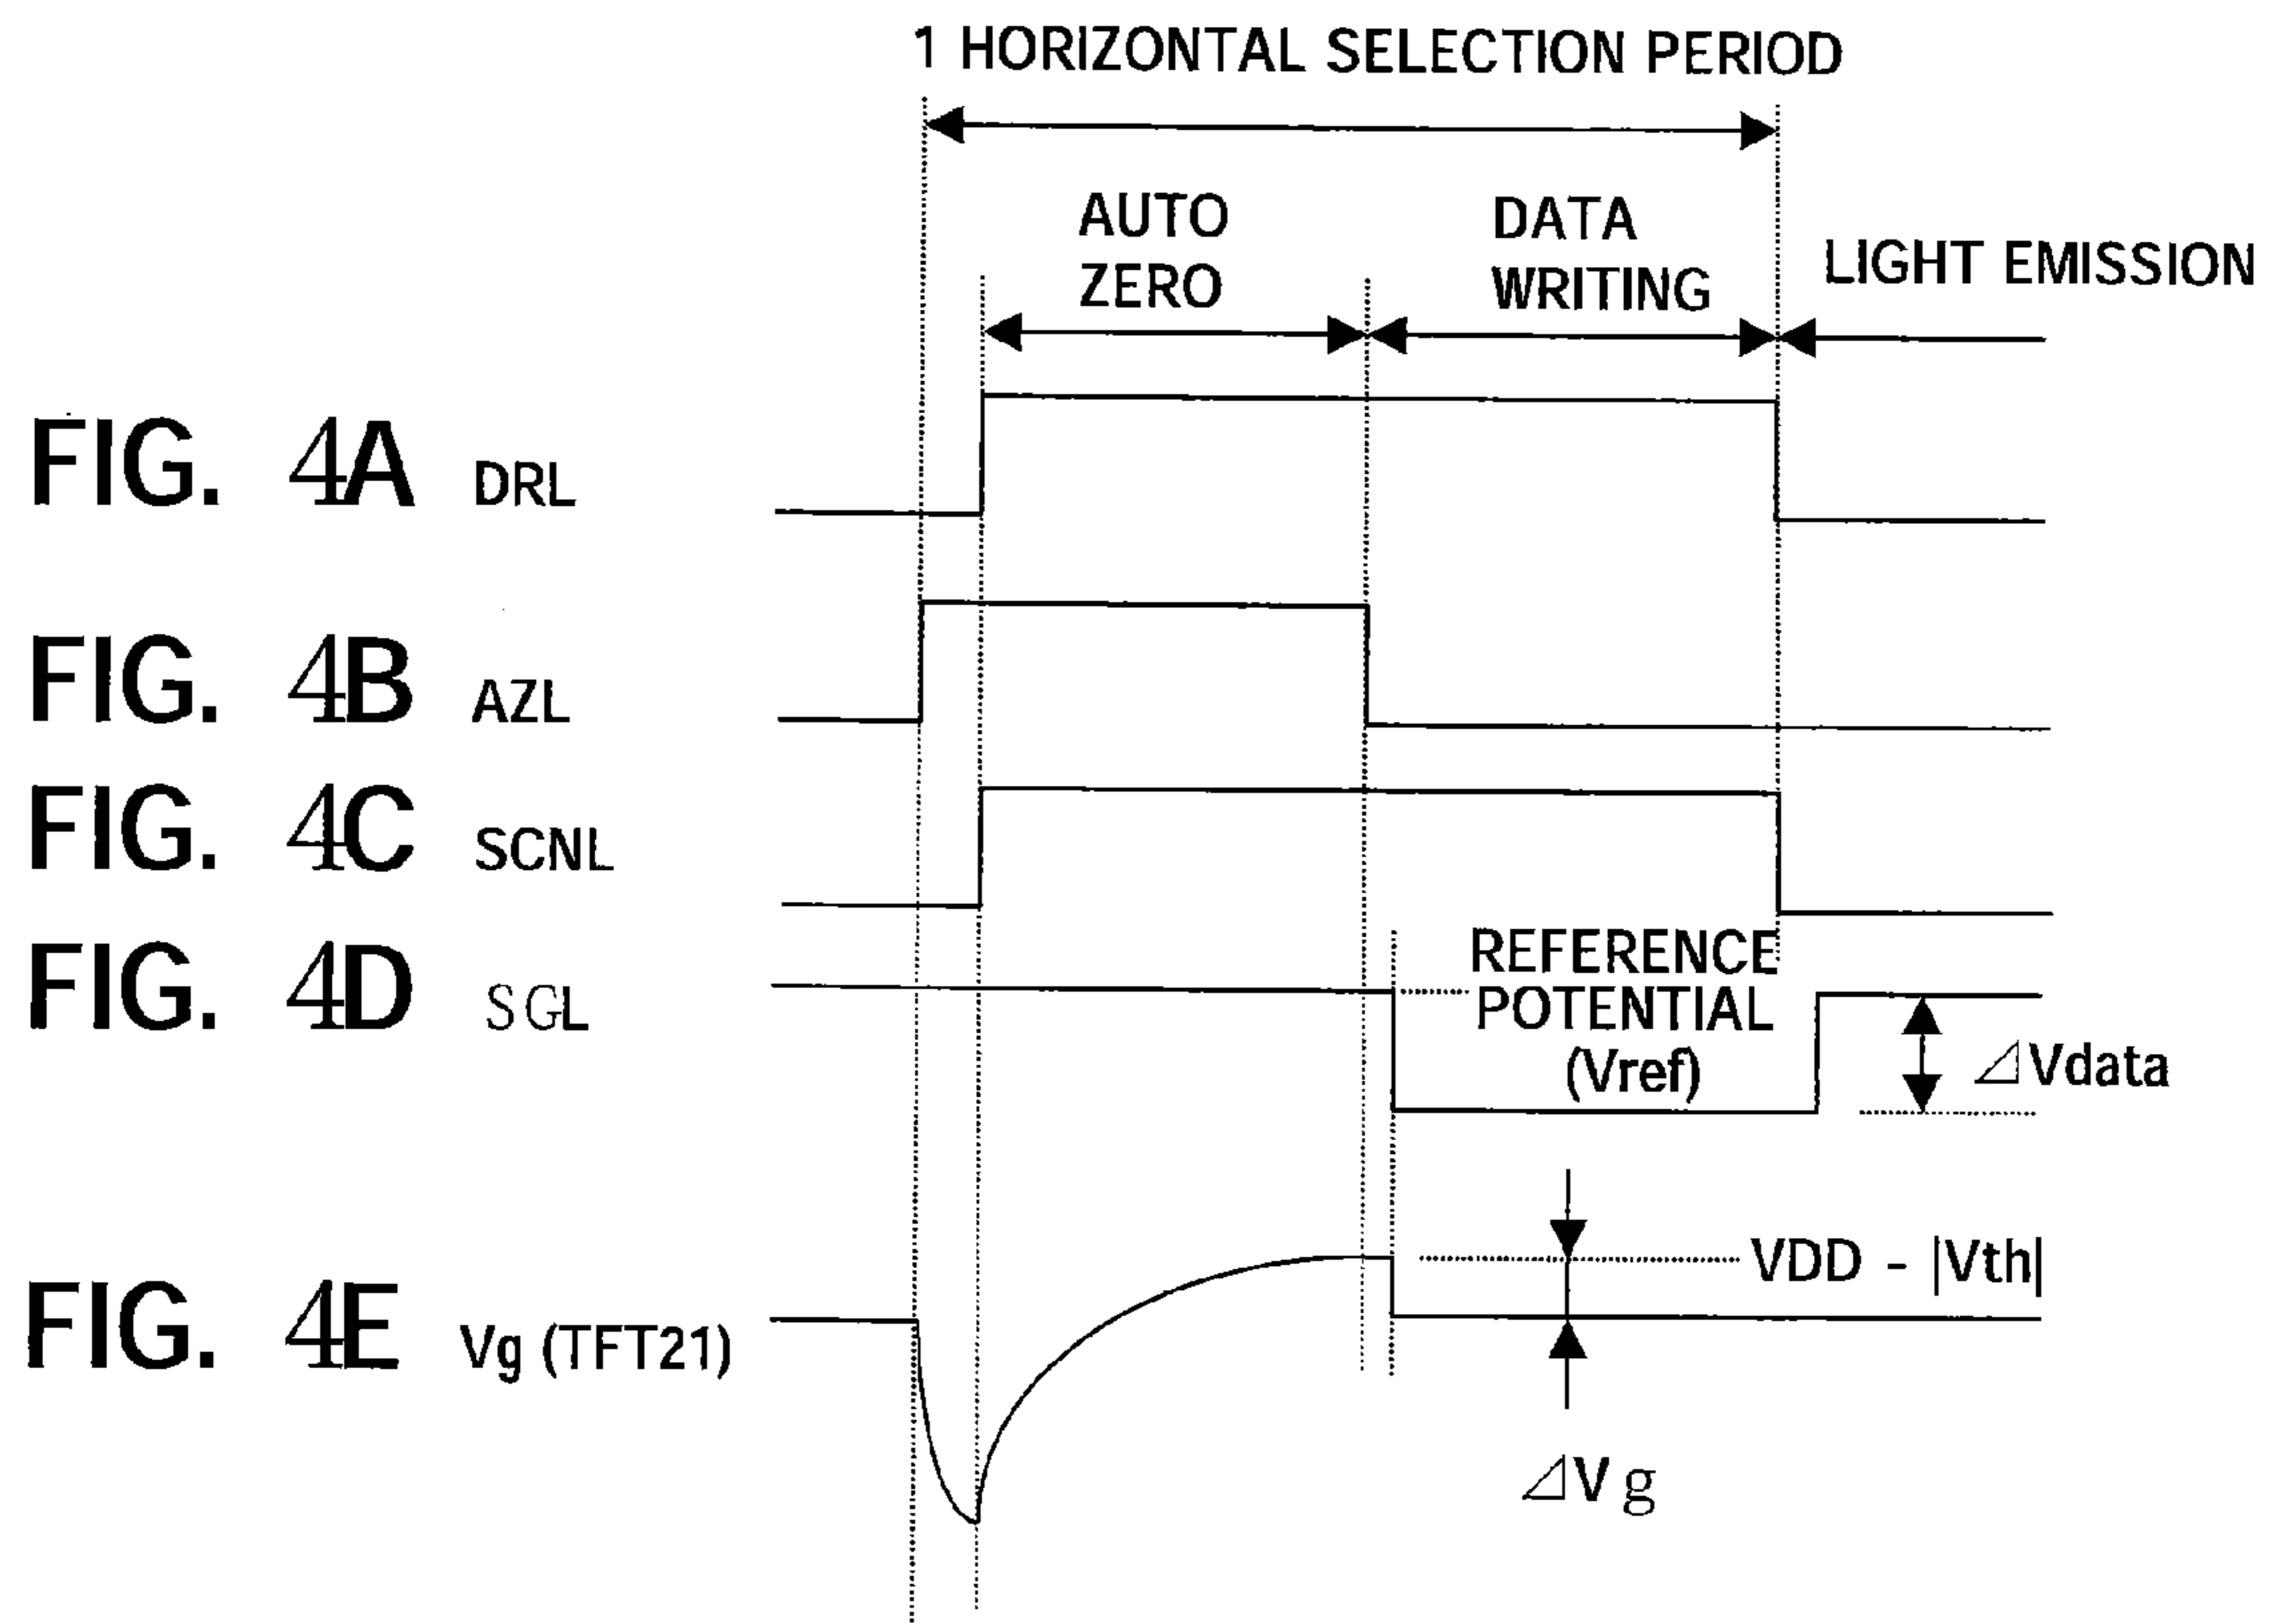 1 HORIZONTAL SELECTION PERIOD
AUTO
ZERO
DATA
WRITING
LIGHT EMISSION
FIG. 4A DRL
FIG. 4B AZL
FIG. 4C SCNL
FIG. 4D SGL
REFERENCE
POTENTIAL
(Vref)
⊿Vdata
FIG. 4E Vg (TFT21)
VDD - |Vth|
⊿Vg